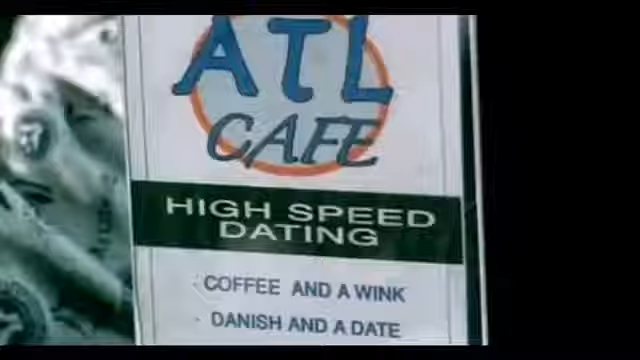 ATL
CAFE
HIGH SPEED
DATING
- COFFEE AND A WINK
- DANISH AND A DATE